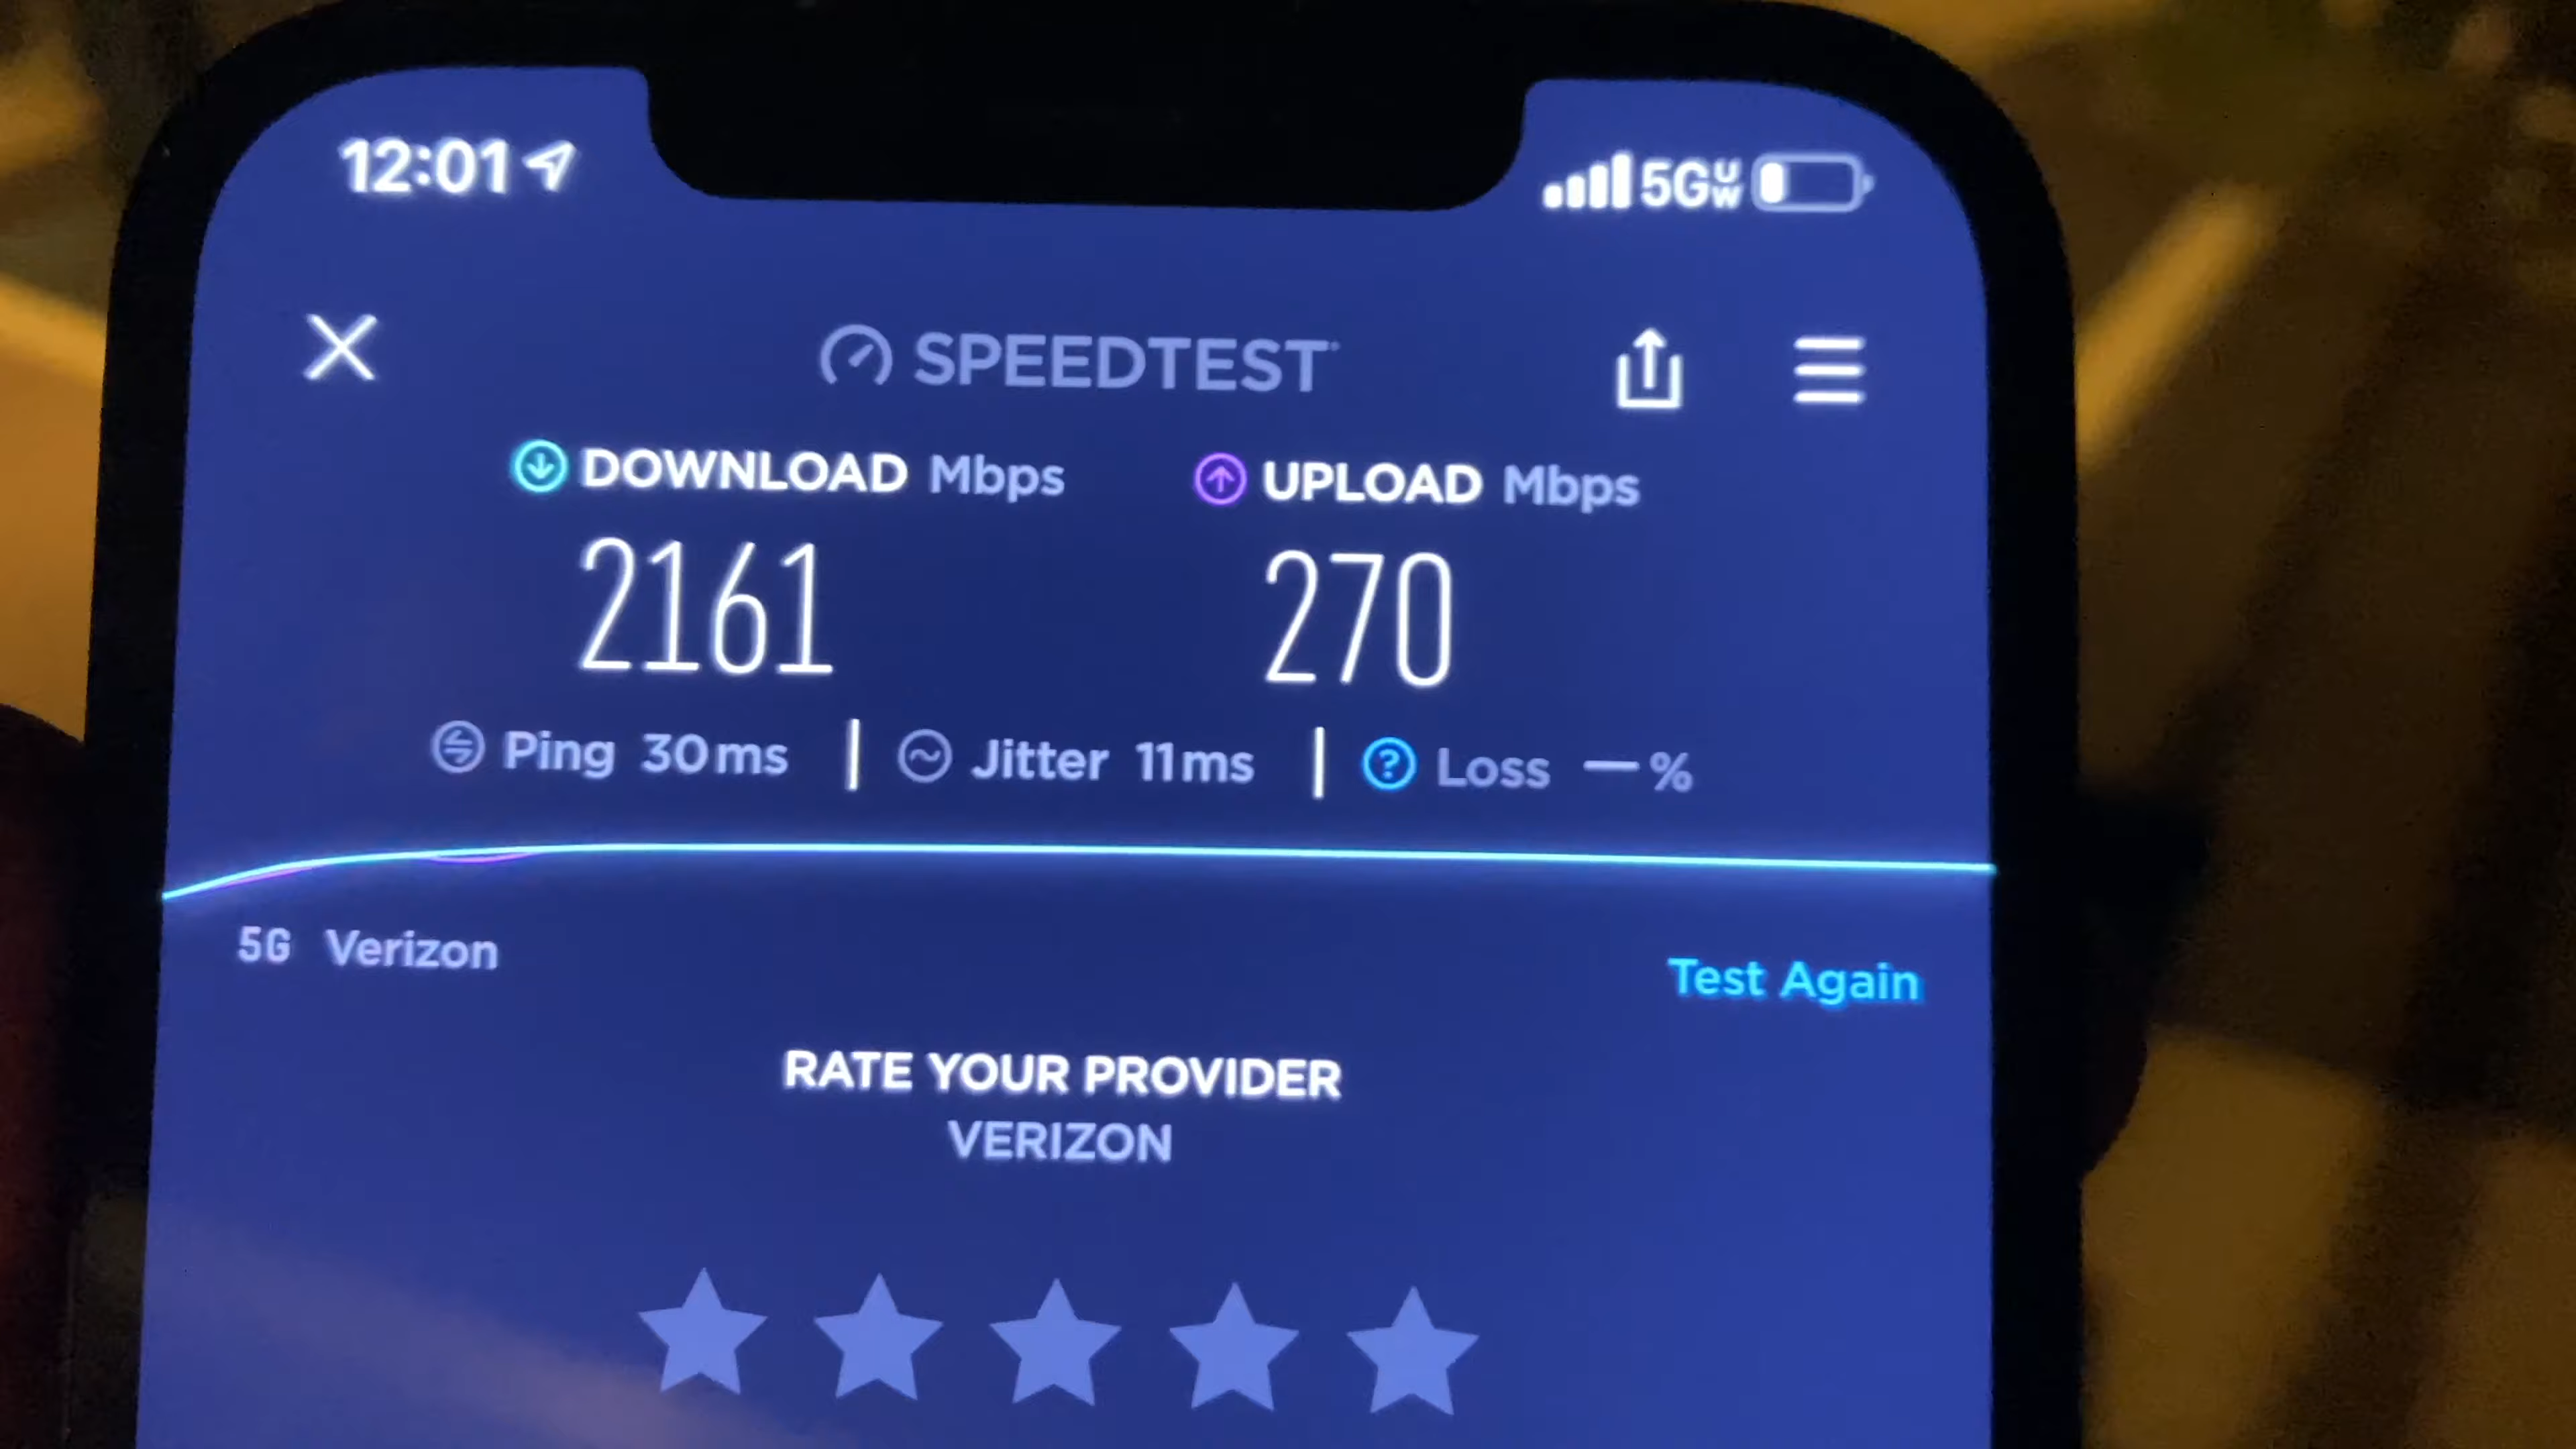 12:01 5G UW
SPEEDTEST
DOWNLOAD Mbps UPLOAD Mbps
2161 270
Ping 30 ms | Jitter 11 ms | ? Loss — %
5G Verizon
Test Again
RATE YOUR PROVIDER
VERIZON